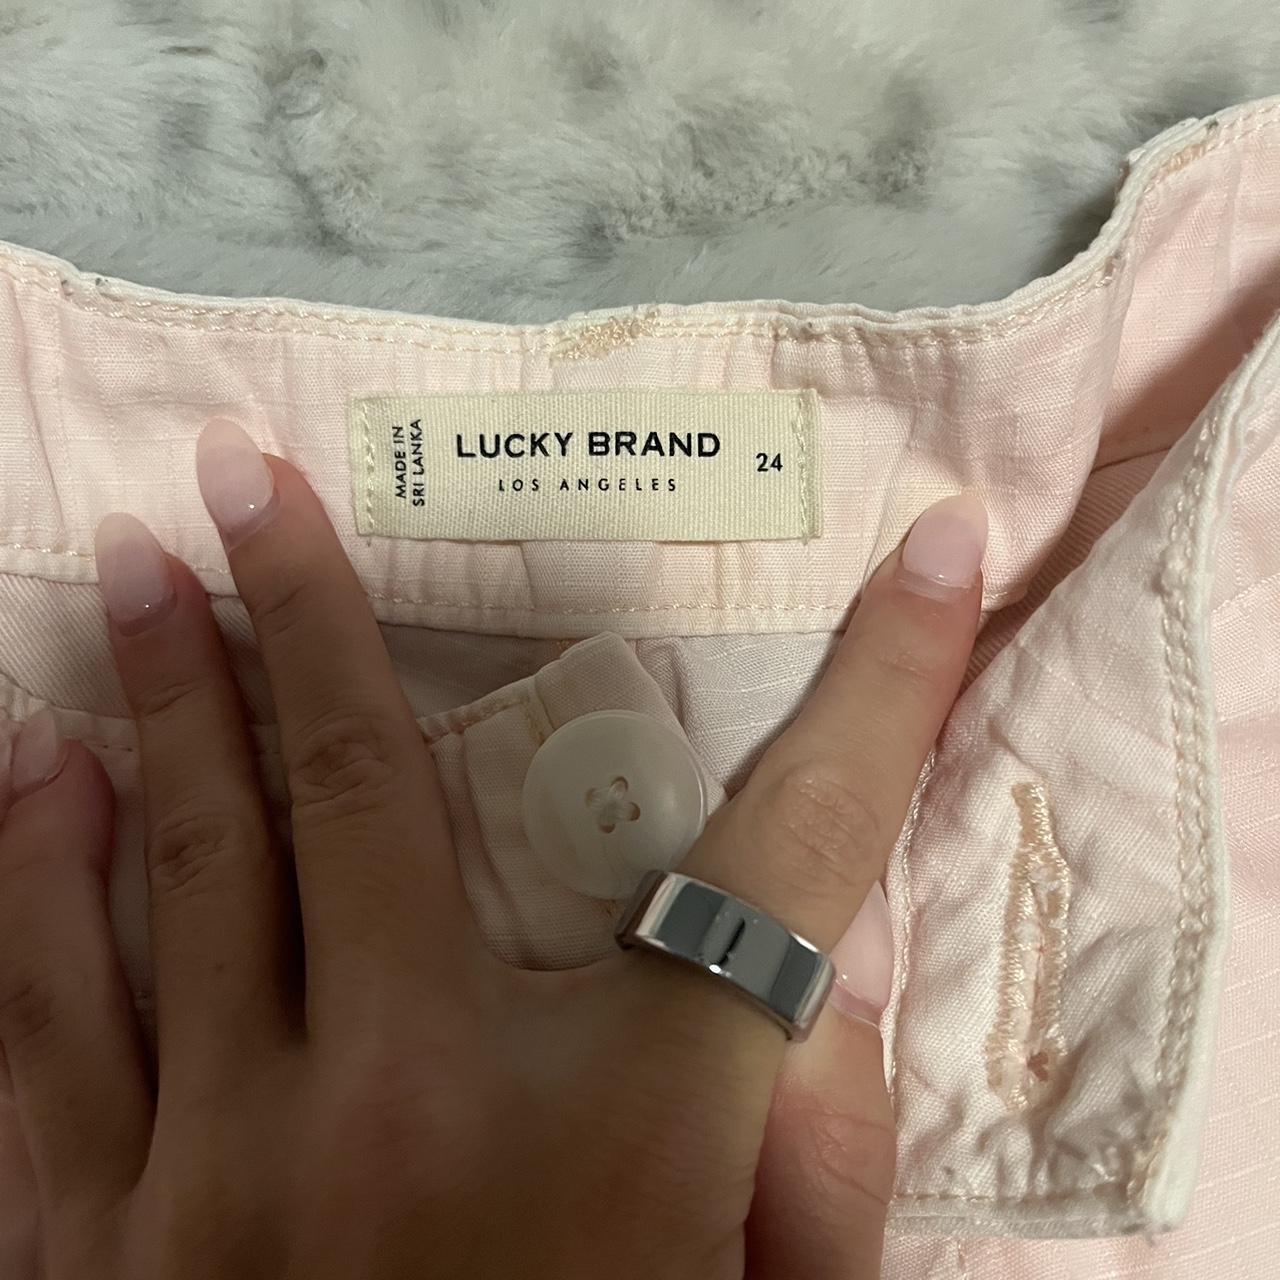 MADE IN
SRI LANKA
LUCKY BRAND
LOS ANGELES
24